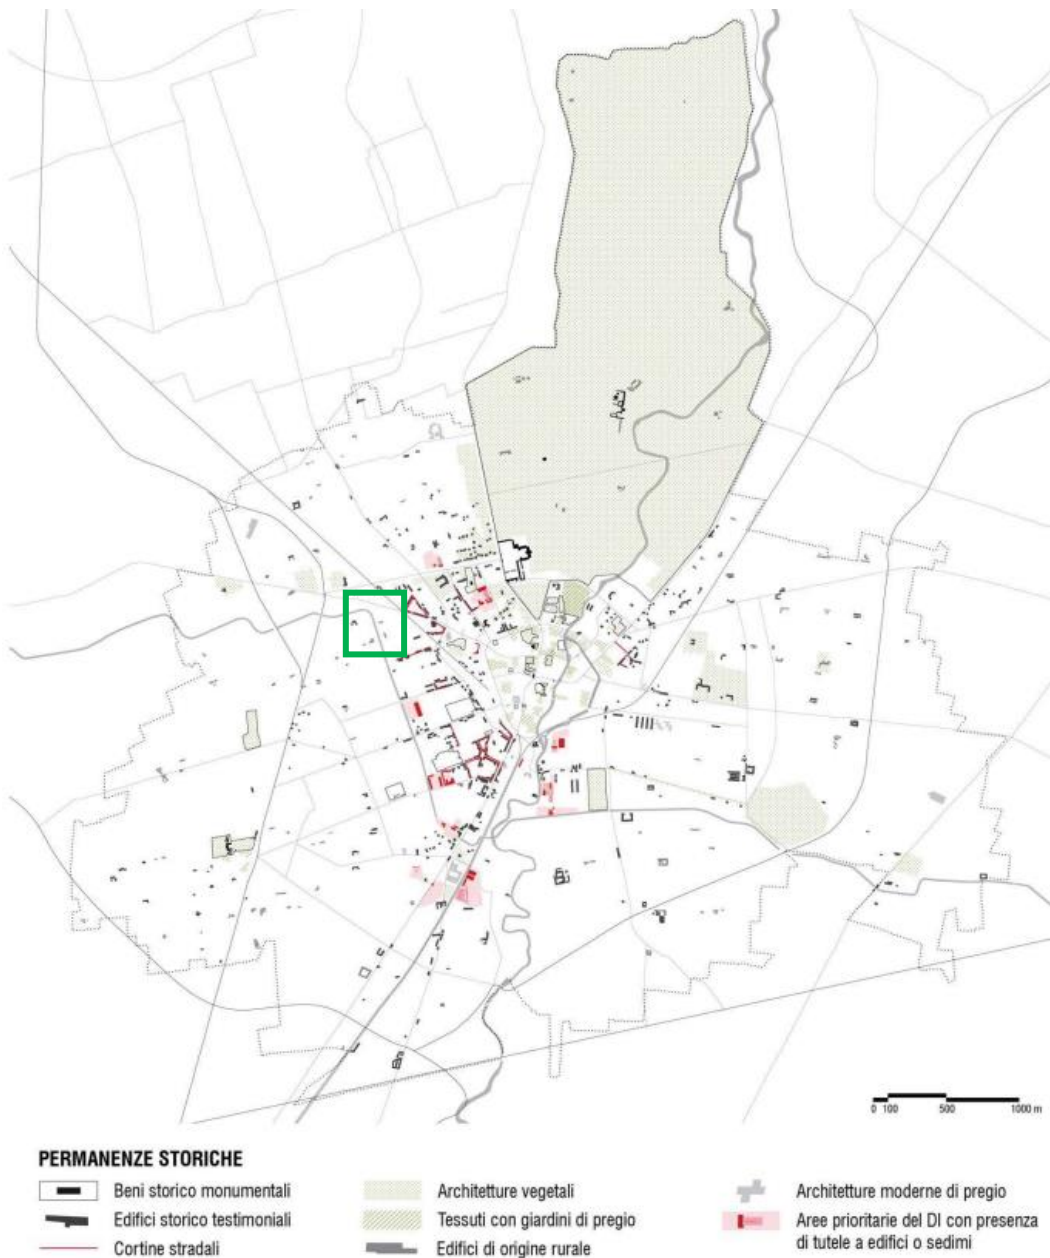 0 100 500 1000 m
PERMANENZE STORICHE
Beni storico monumentali
Edifici storico testimoniali
Cortine stradali
Architetture vegetali
Tessuti con giardini di pregio
Edifici di origine rurale
Architetture moderne di pregio
Aree prioritarie del DI con presenza
di tutele a edifici o sedimi